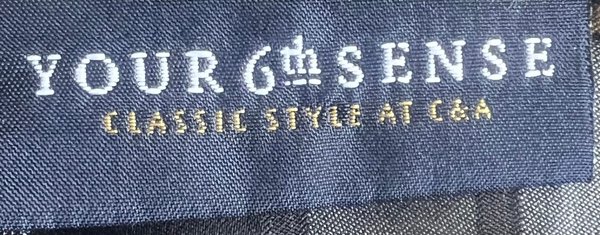 YOUR 6th SENSE
CLASSIC STYLE AT C&A